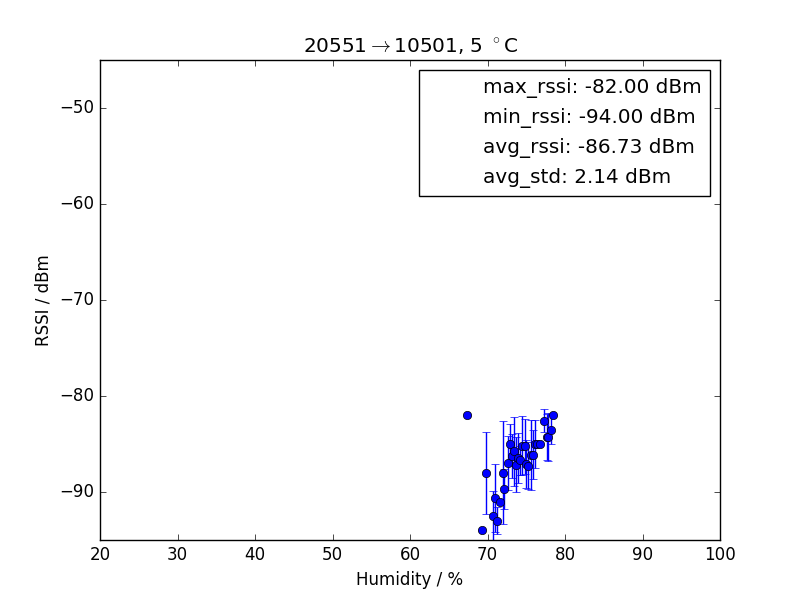 20551→10501, 5 °C
max_rssi: -82.00 dBm
min_rssi: -94.00 dBm
avg_rssi: -86.73 dBm
avg_std: 2.14 dBm
RSSI / dBm
−50
−60
−70
−80
−90
20 30 40 50 60 70 80 90 100
Humidity / %